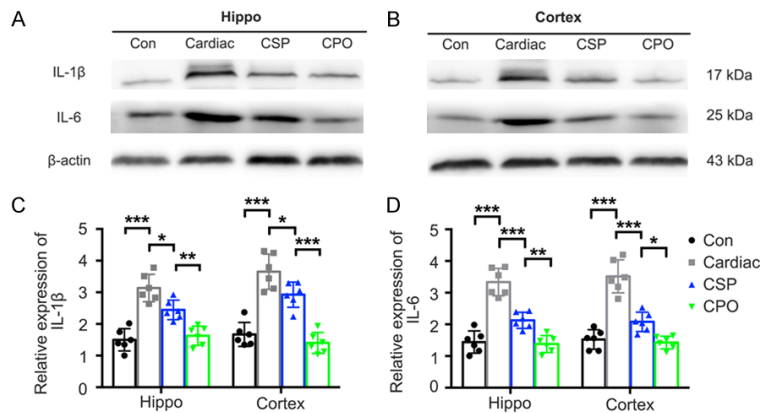 A
Hippo
Con Cardiac CSP CPO
IL-1β
IL-6
β-actin
B
Cortex
Con Cardiac CSP CPO
17 kDa
25 kDa
43 kDa
C
Relative expression of
IL-1β
5
4
3
2
1
0
*** * **
*** * ***
Hippo Cortex
D
Relative expression of
IL-6
5
4
3
2
1
0
*** *** **
*** *** *
Hippo Cortex
Con
Cardiac
CSP
CPO